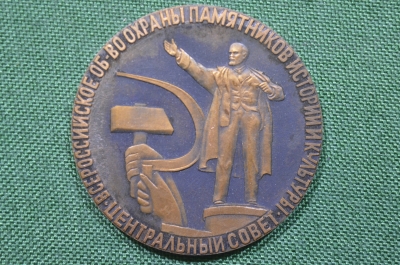 ВСЕРОССИЙСКОЕ ОБ-ВО ОХРАНЫ ПАМЯТНИКОВ ИСТОРИИ И КУЛЬТУРЫ
ЦЕНТРАЛЬНЫЙ СОВЕТ